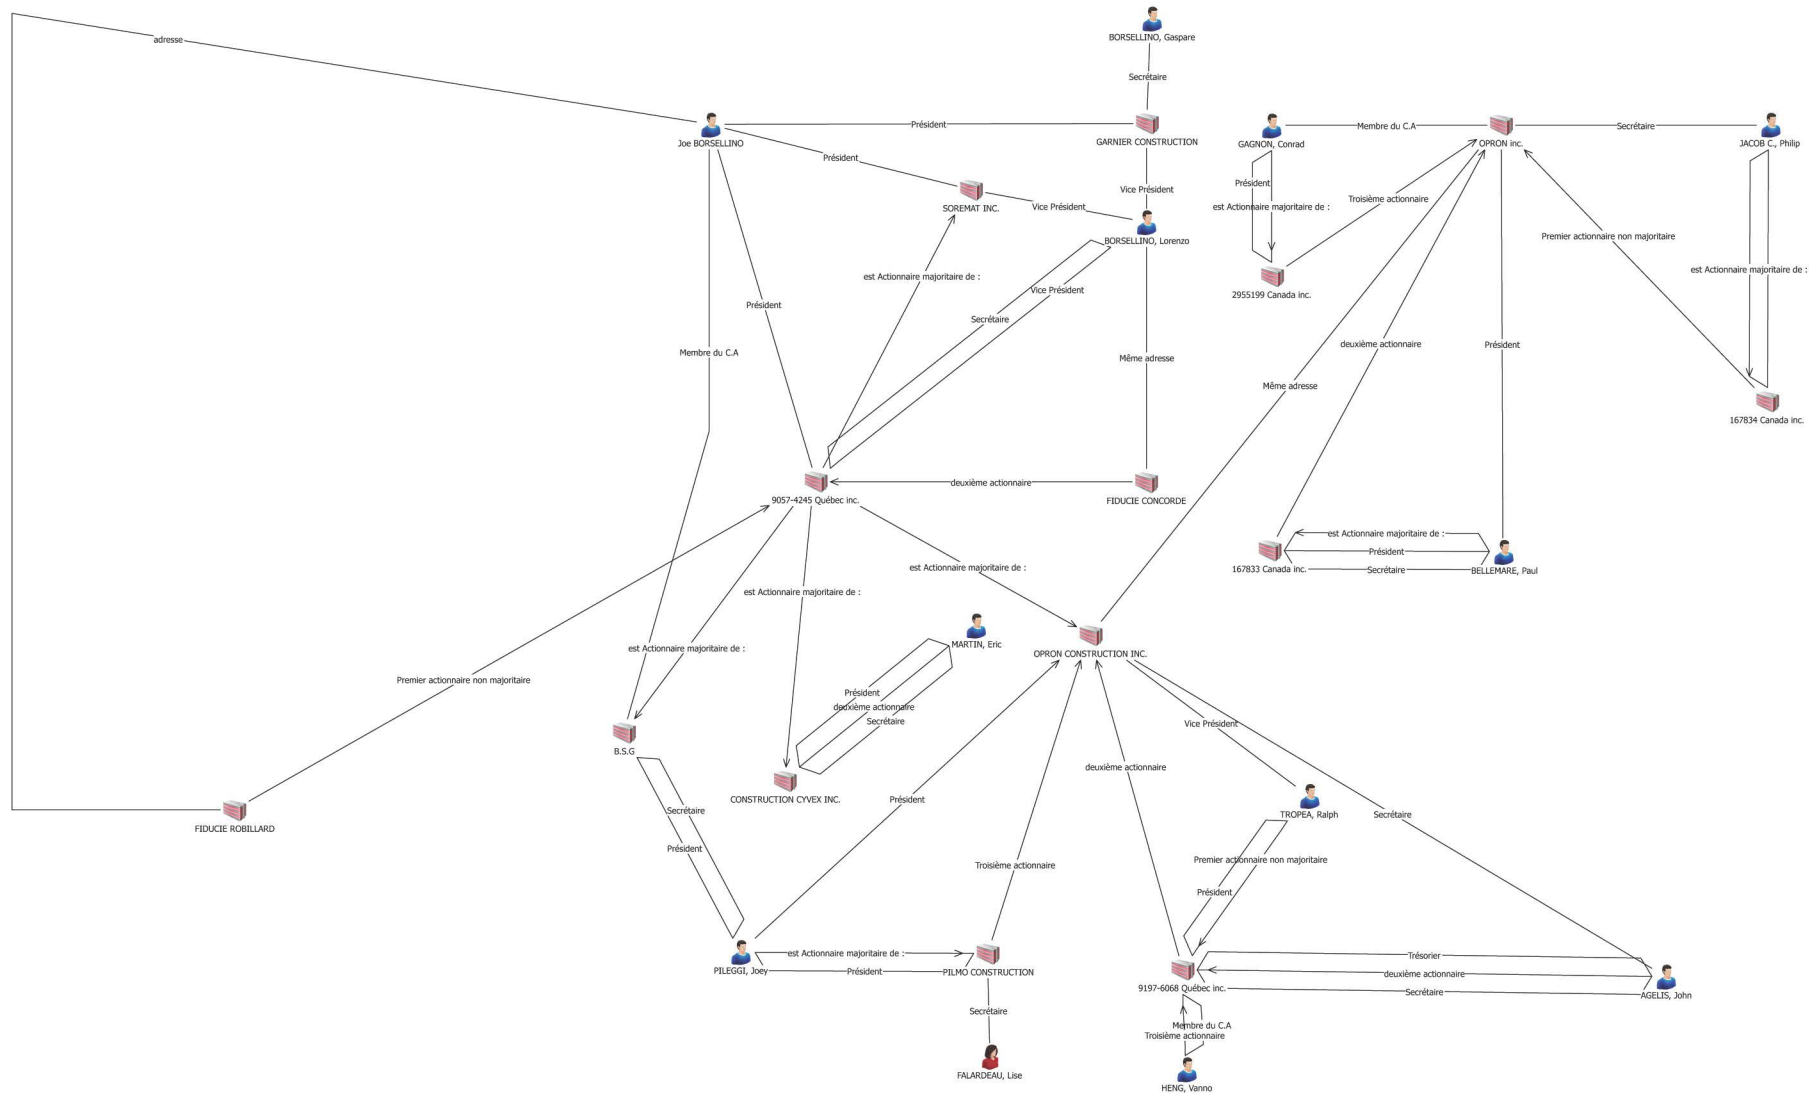 BORSELLINO, Gaspare
adresse
Secrétaire
Joe BORSELLINO
Président
GARNIER CONSTRUCTION
GAGNON, Conrad
Membre du C.A
OPRON inc.
Secrétaire
JACOB C., Philip
Président
SOREMAT INC.
Vice Président
Vice Président
BORSELLINO, Lorenzo
Président
est Actionnaire majoritaire de :
Troisième actionnaire
Premier actionnaire non majoritaire
est Actionnaire majoritaire de :
2955199 Canada inc.
est Actionnaire majoritaire de :
Vice Président
Secrétaire
Président
Membre du C.A
Même adresse
deuxième actionnaire
Président
Même adresse
167834 Canada inc.
9057-4245 Québec inc.
deuxième actionnaire
FIDUCIE CONCORDE
est Actionnaire majoritaire de :
Président
Secrétaire
167833 Canada inc.
BELLEMARE, Paul
est Actionnaire majoritaire de :
est Actionnaire majoritaire de :
est Actionnaire majoritaire de :
MARTIN, Eric
OPRON CONSTRUCTION INC.
Premier actionnaire non majoritaire
Président
deuxième actionnaire
Secrétaire
Vice Président
B.S.G
deuxième actionnaire
CONSTRUCTION CYVEX INC.
Président
FIDUCIE ROBILLARD
Secrétaire
Président
TROPEA, Ralph
Secrétaire
Troisième actionnaire
Premier actionnaire non majoritaire
Président
est Actionnaire majoritaire de :
Président
PILEGGI, Joey
PILMO CONSTRUCTION
Trésorier
deuxième actionnaire
Secrétaire
9197-6068 Québec inc.
AGELIS, John
Secrétaire
Membre du C.A
Troisième actionnaire
FALARDEAU, Lise
HENG, Vanno